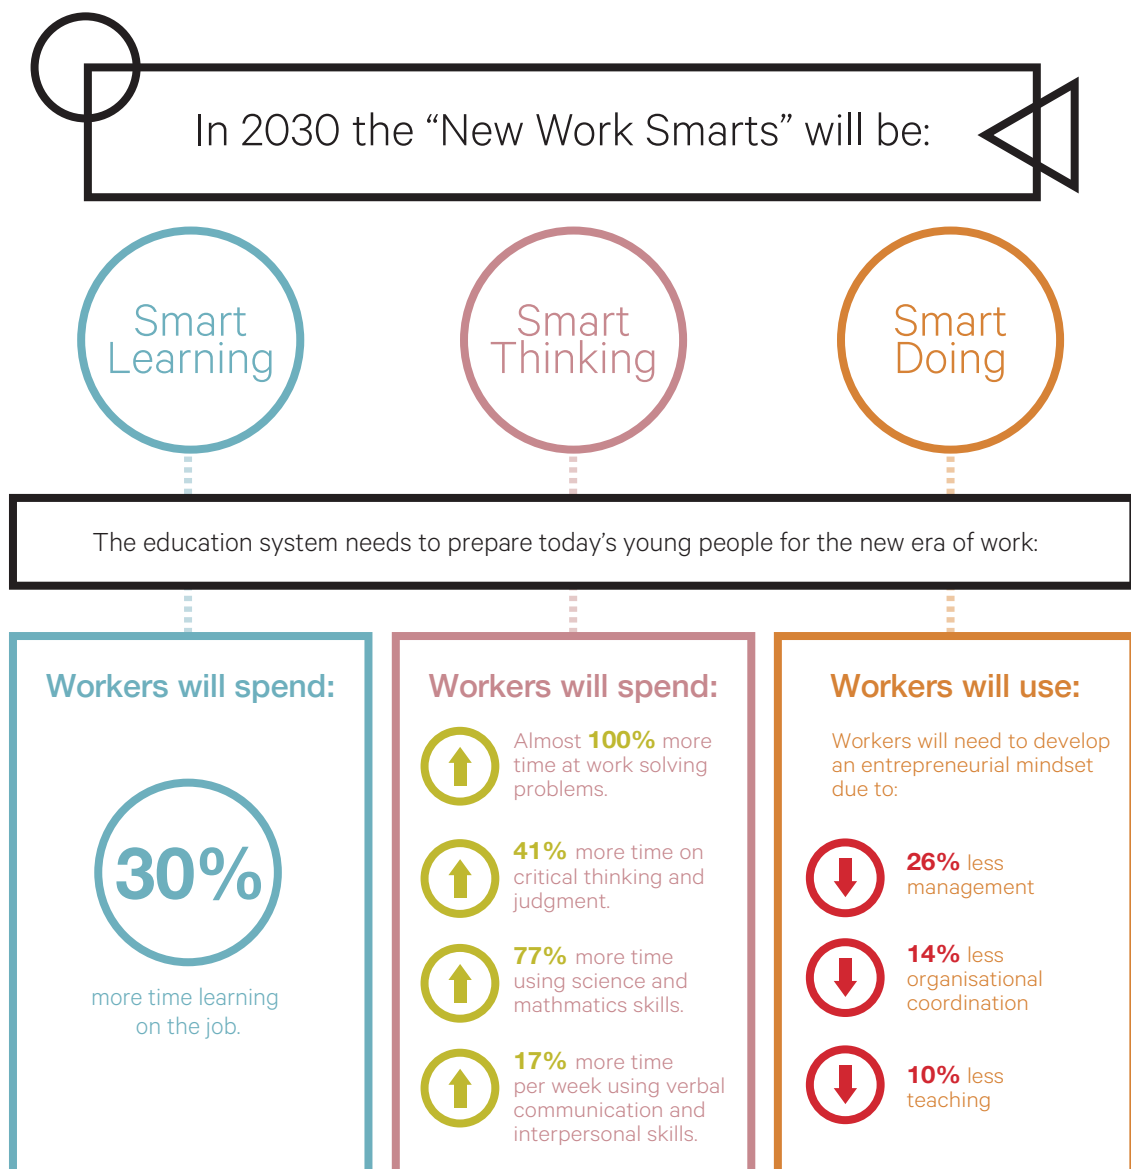 In 2030 the “New Work Smarts” will be:
Smart
Learning
Smart
Thinking
Smart
Doing
The education system needs to prepare today’s young people for the new era of work:
Workers will spend:
30%
more time learning
on the job.
Workers will spend:
Almost 100% more
time at work solving
problems.
41% more time on
critical thinking and
judgment.
77% more time
using science and
mathmatics skills.
17% more time
per week using verbal
communication and
interpersonal skills.
Workers will use:
Workers will need to develop
an entrepreneurial mindset
due to:
26% less
management
14% less
organisational
coordination
10% less
teaching